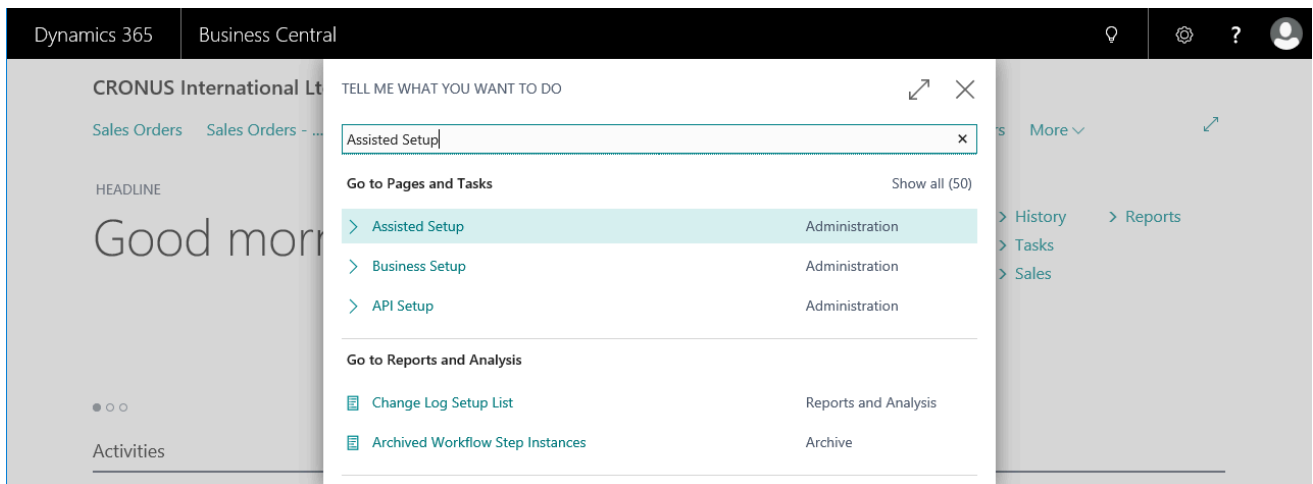 Dynamics 365 Business Central ?
CRONUS International Lt
TELL ME WHAT YOU WANT TO DO
Sales Orders Sales Orders - ... More
Assisted Setup
Go to Pages and Tasks Show all (50)
HEADLINE
Good morr
Assisted Setup Administration
> History > Reports
Business Setup Administration
> Tasks
> Sales
API Setup Administration
Go to Reports and Analysis
Change Log Setup List Reports and Analysis
Archived Workflow Step Instances Archive
Activities